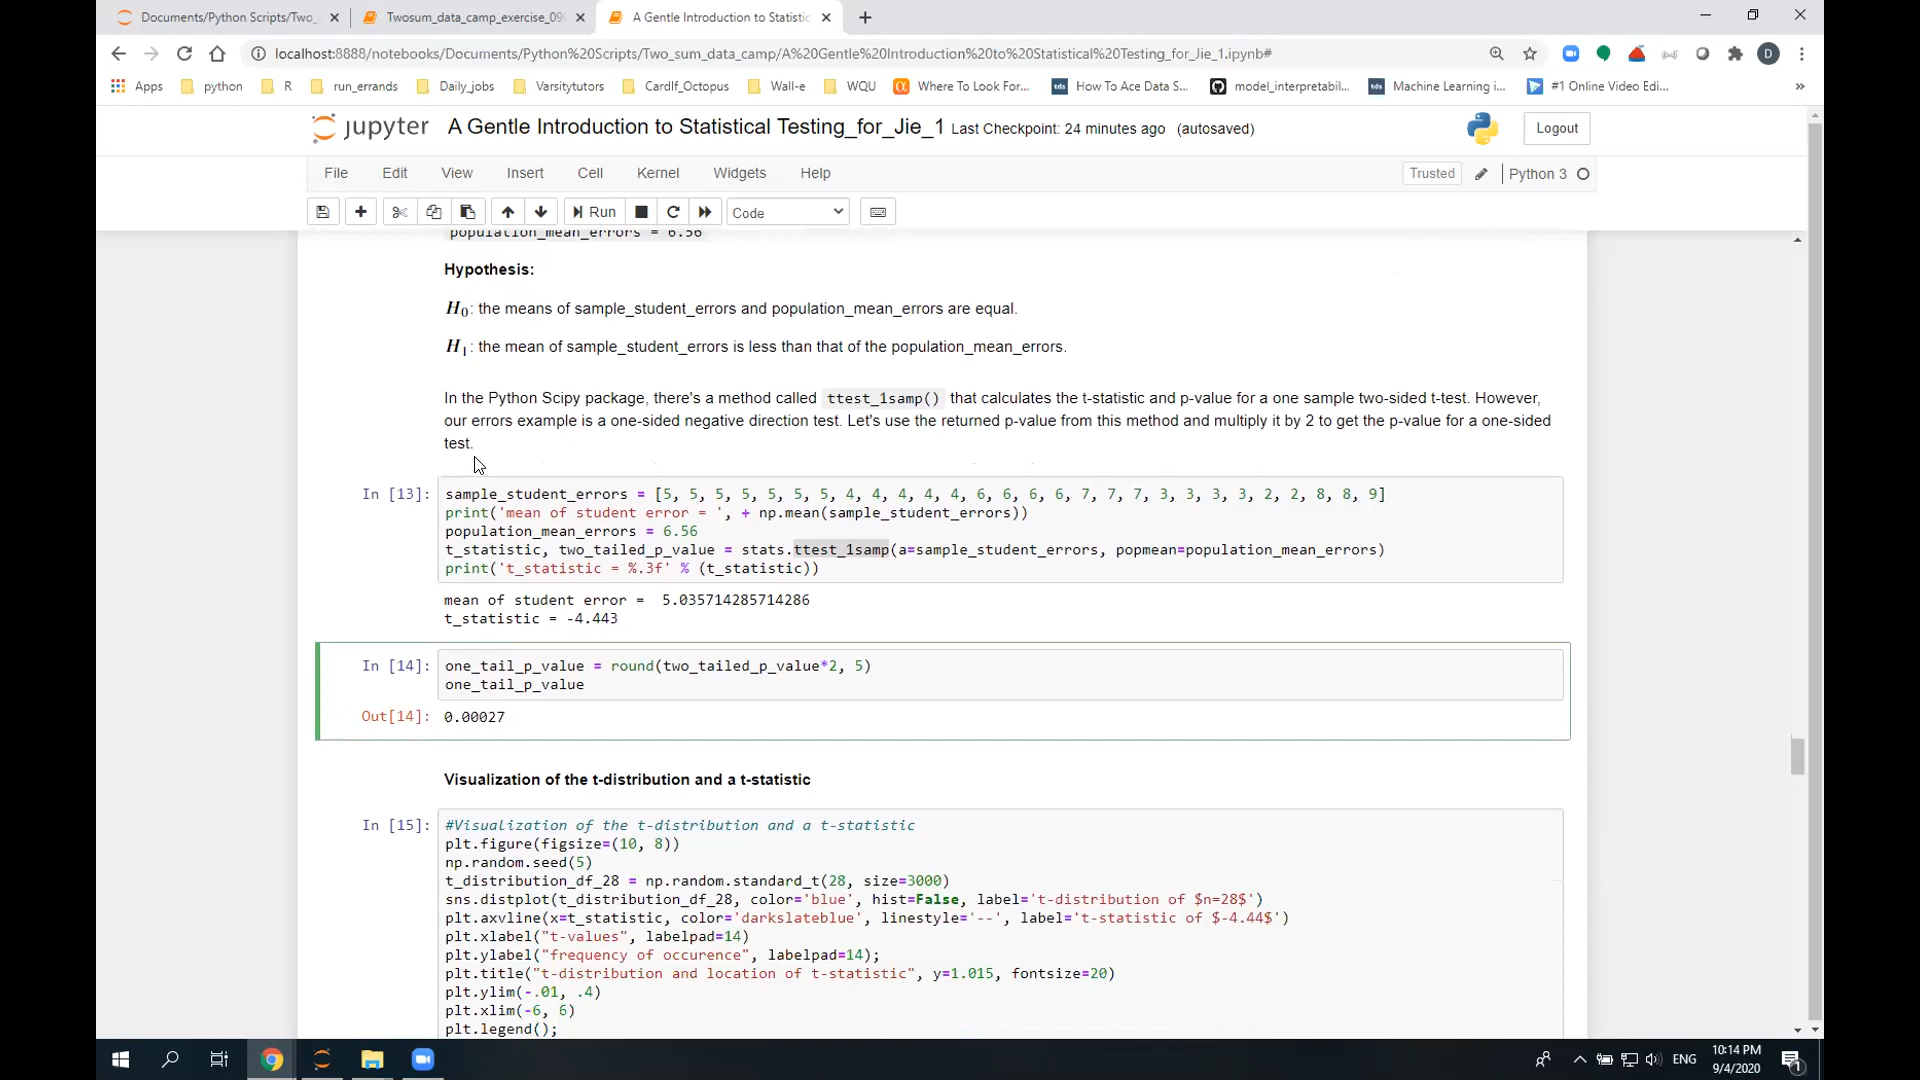 Documents/Python Scripts/Two_
Twosum_data_camp_exercise_090
A Gentle Introduction to Statistic
localhost:8888/notebooks/Documents/Python%20Scripts/Two_sum_data_camp/A%20Gentle%20Introduction%20to%20Statistical%20Testing_for_Jie_1.ipynb#
D
Apps python R run_errands Daily_jobs Varsitytutors Cardlf_Octopus Wall-e WQU Where To Look For... How To Ace Data S... model_interpretabil... Machine Learning i... #1 Online Video Edi... »
jupyter A Gentle Introduction to Statistical Testing_for_Jie_1 Last Checkpoint: 24 minutes ago (autosaved)
Logout
File Edit View Insert Cell Kernel Widgets Help
Trusted Python 3
Run Code
population_mean_errors = 6.56
Hypothesis:
H0: the means of sample_student_errors and population_mean_errors are equal.
H1: the mean of sample_student_errors is less than that of the population_mean_errors.
In the Python Scipy package, there's a method called ttest_1samp() that calculates the t-statistic and p-value for a one sample two-sided t-test. However,
our errors example is a one-sided negative direction test. Let's use the returned p-value from this method and multiply it by 2 to get the p-value for a one-sided
test.
In [13]: sample_student_errors = [5, 5, 5, 5, 5, 5, 5, 4, 4, 4, 4, 4, 6, 6, 6, 6, 7, 7, 7, 3, 3, 3, 3, 2, 2, 8, 8, 9]
print('mean of student error = ', + np.mean(sample_student_errors))
population_mean_errors = 6.56
t_statistic, two_tailed_p_value = stats.ttest_1samp(a=sample_student_errors, popmean=population_mean_errors)
print('t_statistic = %.3f' % (t_statistic))
mean of student error =  5.035714285714286
t_statistic = -4.443
In [14]: one_tail_p_value = round(two_tailed_p_value*2, 5)
one_tail_p_value
Out[14]: 0.00027
Visualization of the t-distribution and a t-statistic
In [15]: #Visualization of the t-distribution and a t-statistic
plt.figure(figsize=(10, 8))
np.random.seed(5)
t_distribution_df_28 = np.random.standard_t(28, size=3000)
sns.distplot(t_distribution_df_28, color='blue', hist=False, label='t-distribution of $n=28$')
plt.axvline(x=t_statistic, color='darkslateblue', linestyle='--', label='t-statistic of $-4.44$')
plt.xlabel("t-values", labelpad=14)
plt.ylabel("frequency of occurence", labelpad=14);
plt.title("t-distribution and location of t-statistic", y=1.015, fontsize=20)
plt.ylim(-.01, .4)
plt.xlim(-6, 6)
plt.legend();
ENG
10:14 PM
9/4/2020
1